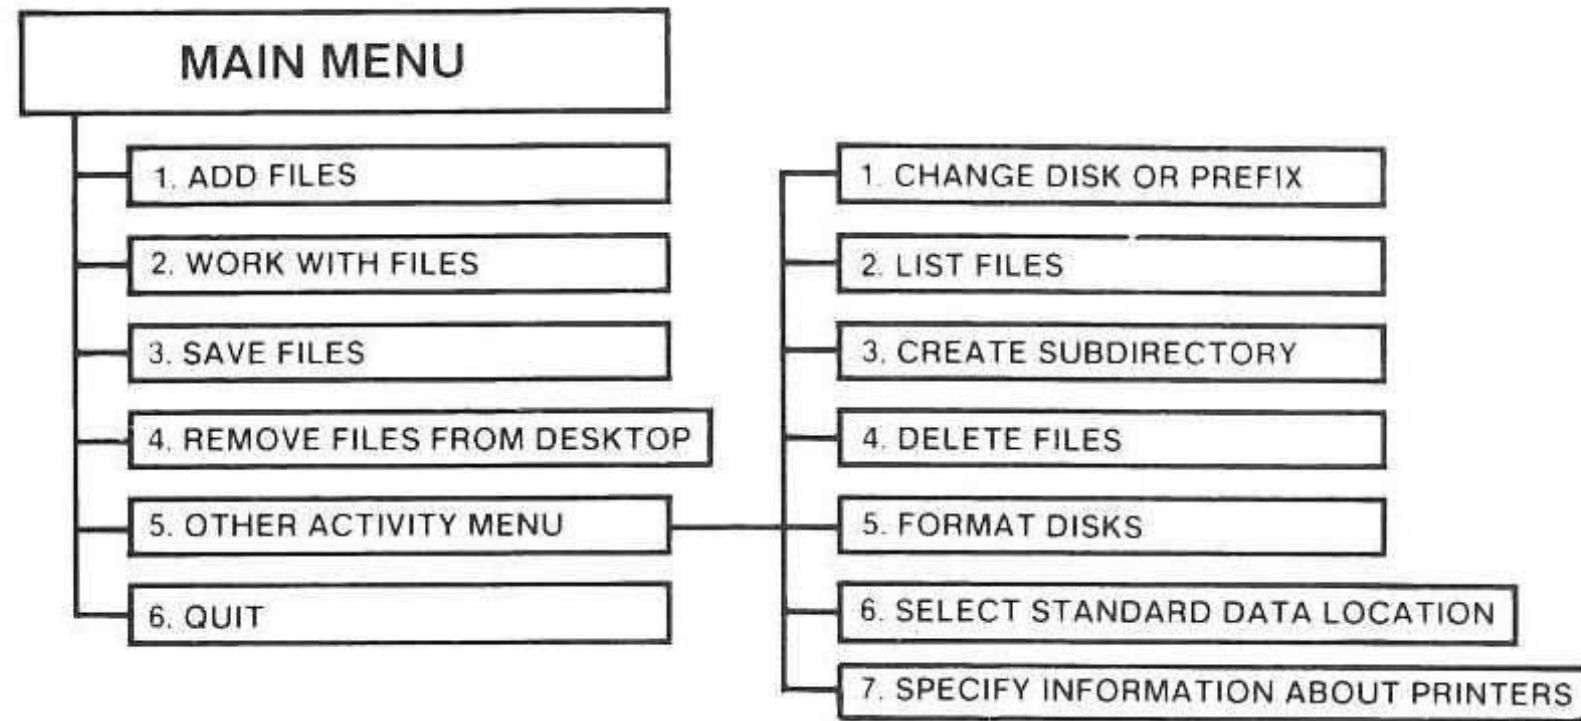 MAIN MENU
1. ADD FILES
2. WORK WITH FILES
3. SAVE FILES
4. REMOVE FILES FROM DESKTOP
5. OTHER ACTIVITY MENU
6. QUIT
1. CHANGE DISK OR PREFIX
2. LIST FILES
3. CREATE SUBDIRECTORY
4. DELETE FILES
5. FORMAT DISKS
6. SELECT STANDARD DATA LOCATION
7. SPECIFY INFORMATION ABOUT PRINTERS